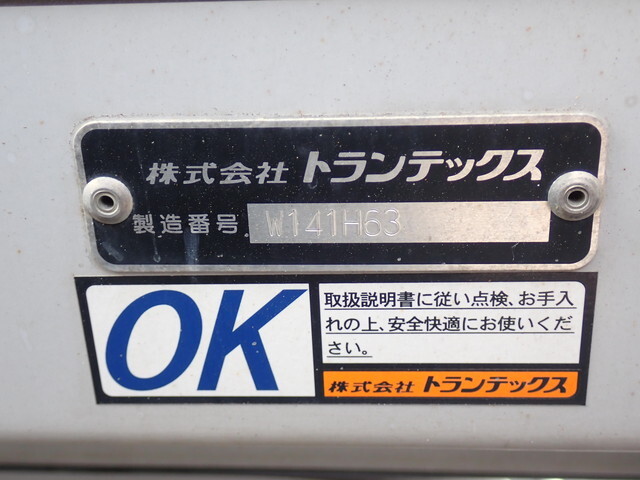 株式会社 トランテックス
製造番号 W141H63
OK
取扱説明書に従い点検、お手入
れの上、安全快適にお使いくだ
さい。
株式会社 トランテックス